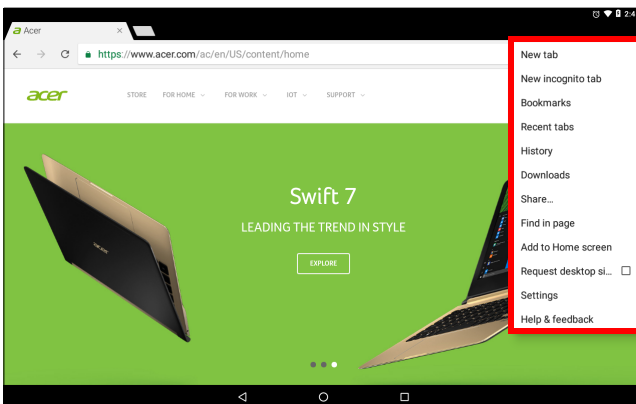 2:4
a Acer ×
https://www.acer.com/ac/en/US/content/home
acer
STORE FOR HOME FOR WORK IOT SUPPORT
Swift 7
LEADING THE TREND IN STYLE
EXPLORE
New tab
New incognito tab
Bookmarks
Recent tabs
History
Downloads
Share...
Find in page
Add to Home screen
Request desktop si...
Settings
Help & feedback